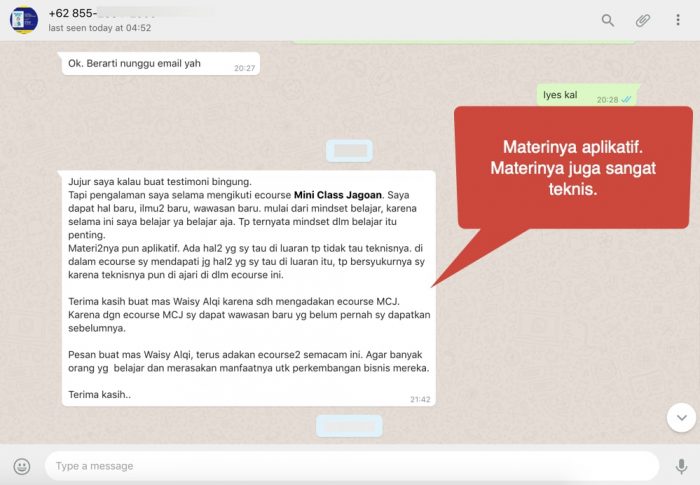 +62 855-
last seen today at 04:52
Ok. Berarti nunggu email yah
20:27
Iyes kal
20:28
Materinya aplikatif.
Materinya juga sangat
teknis.
Jujur saya kalau buat testimoni bingung.
Tapi pengalaman saya selama mengikuti ecourse Mini Class Jagoan. Saya
dapat hal baru, ilmu2 baru, wawasan baru. mulai dari mindset belajar, karena
selama ini saya belajar ya belajar aja. Tp ternyata mindset dlm belajar itu
penting.
Materi2nya pun aplikatif. Ada hal2 yg sy tau di luaran tp tidak tau teknisnya. di
dalam ecourse sy mendapati jg hal2 yg sy tau di luaran itu, tp bersyukurnya sy
karena teknisnya pun di ajari di dlm ecourse ini.
Terima kasih buat mas Waisy Alqi karena sdh mengadakan ecourse MCJ.
Karena dgn ecourse MCJ sy dapat wawasan baru yg belum pernah sy dapatkan
sebelumnya.
Pesan buat mas Waisy Alqi, terus adakan ecourse2 semacam ini. Agar banyak
orang yg belajar dan merasakan manfaatnya utk perkembangan bisnis mereka.
Terima kasih..
21:42
Type a message